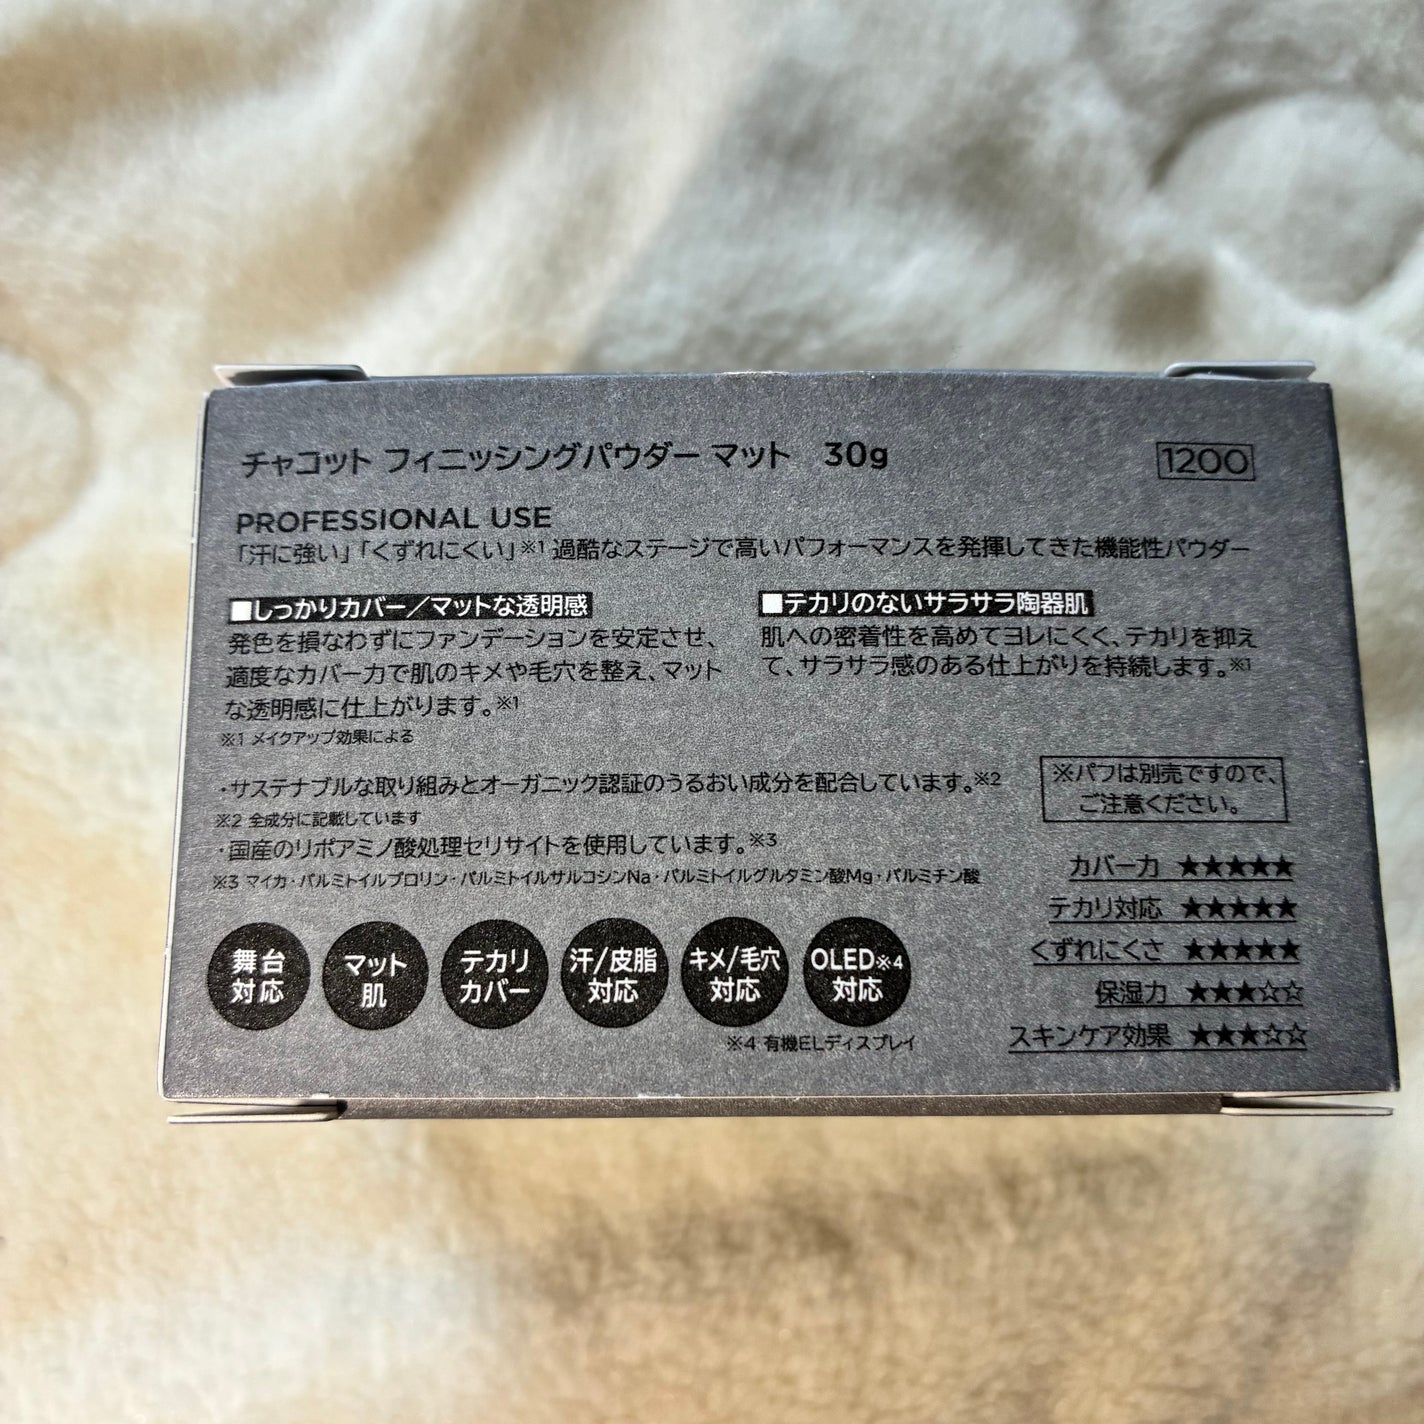 チャコット フィニッシングパウダー マット 30g
1200
PROFESSIONAL USE
「汗に強い」「くずれにくい」※1 過酷なステージで高いパフォーマンスを発揮してきた機能性パウダー
■しっかりカバー／マットな透明感
発色を損なわずにファンデーションを安定させ、
適度なカバー力で肌のキメや毛穴を整え、マット
な透明感に仕上がります。※1
※1 メイクアップ効果による
■テカリのないサラサラ陶器肌
肌への密着性を高めてヨレにくく、テカリを抑え
て、サラサラ感のある仕上がりを持続します。※1
・サステナブルな取り組みとオーガニック認証のうるおい成分を配合しています。※2
※2 全成分に記載しています
・国産のリポアミノ酸処理セリサイトを使用しています。※3
※3 マイカ・パルミトイルプロリン・パルミトイルサルコシンNa・パルミトイルグルタミン酸Mg・パルミチン酸
※パフは別売ですので、
ご注意ください。
カバー力 ★★★★★
テカリ対応 ★★★★★
くずれにくさ ★★★★★
保湿力 ★★★☆☆
スキンケア効果 ★★★☆☆
舞台
対応
マット
肌
テカリ
カバー
汗/皮脂
対応
キメ/毛穴
対応
OLED※4
対応
※4 有機ELディスプレイ